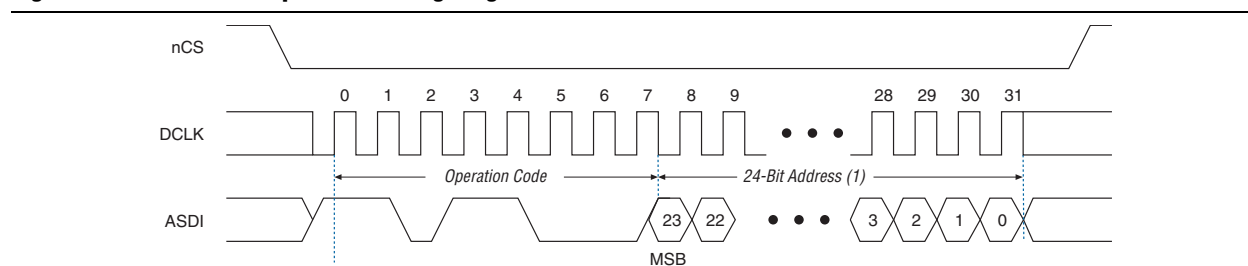 nCS
0 1 2 3 4 5 6 7 8 9 28 29 30 31
DCLK
Operation Code 24-Bit Address (1)
ASDI
23 22 3 2 1 0
MSB